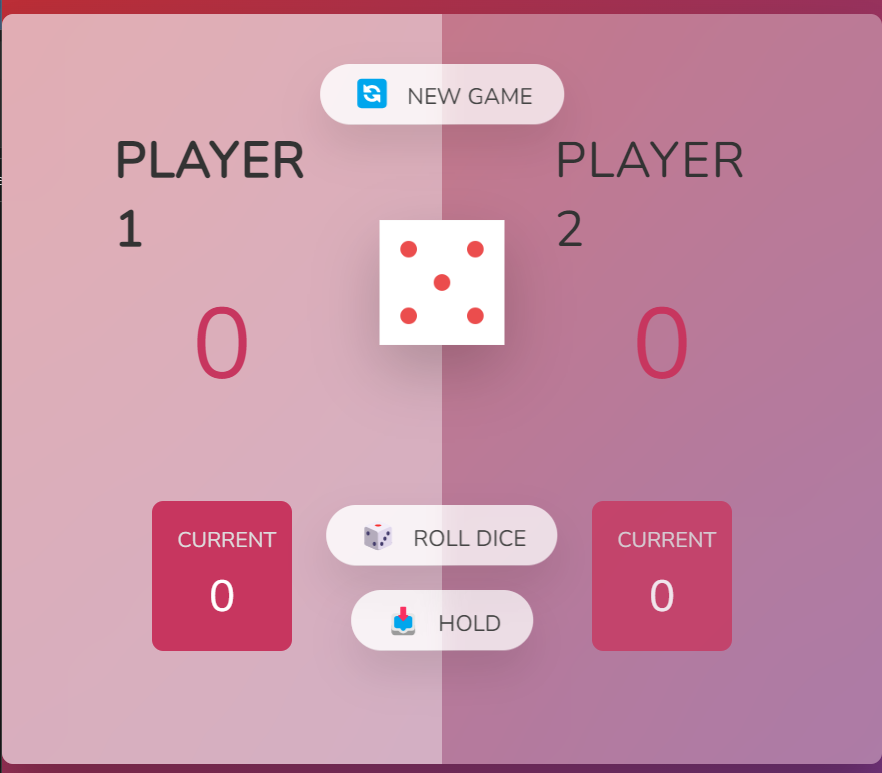 NEW GAME
PLAYER
1
PLAYER
2
0
0
CURRENT
0
ROLL DICE
HOLD
CURRENT
0